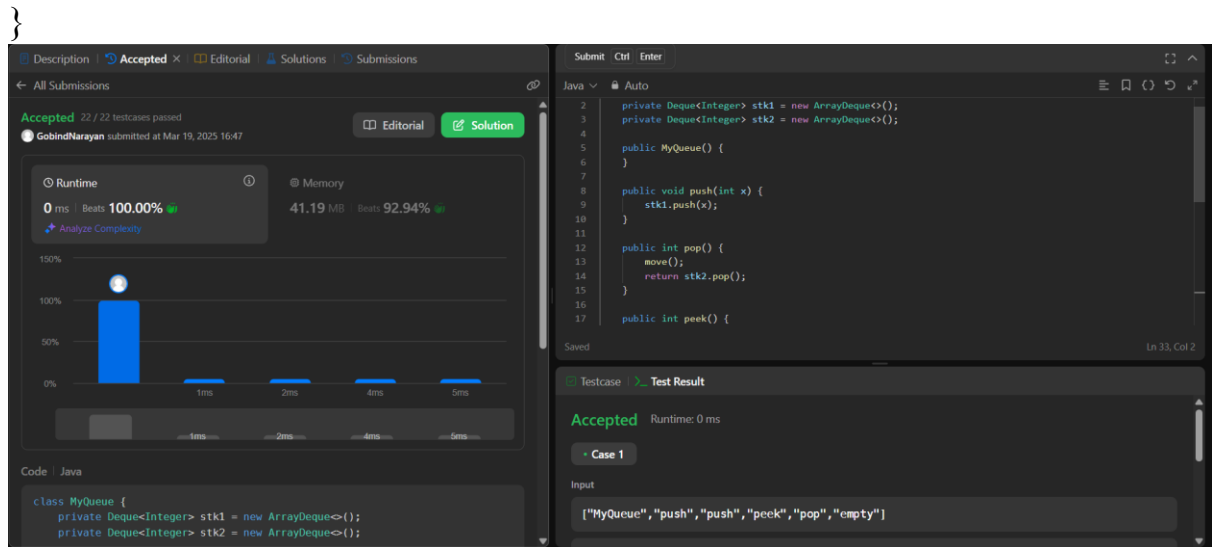 }
Description
Accepted ×
Editorial
Solutions
Submissions
← All Submissions
Accepted 22 / 22 testcases passed
GobindNarayan submitted at Mar 19, 2025 16:47
Editorial
Solution
Runtime
0 ms | Beats 100.00%
Analyze Complexity
Memory
41.19 MB | Beats 92.94%
150%
100%
50%
0%
1ms 2ms 4ms 5ms
1ms 2ms 4ms 5ms
Code | Java
class MyQueue {
private Deque<Integer> stk1 = new ArrayDeque<>();
private Deque<Integer> stk2 = new ArrayDeque<>();
Submit Ctrl Enter
Java Auto
2 private Deque<Integer> stk1 = new ArrayDeque<>();
3 private Deque<Integer> stk2 = new ArrayDeque<>();
4
5 public MyQueue() {
6 }
7
8 public void push(int x) {
9 stk1.push(x);
10 }
11
12 public int pop() {
13 move();
14 return stk2.pop();
15 }
16
17 public int peek() {
Saved
Ln 33, Col 2
Testcase | >_ Test Result
Accepted Runtime: 0 ms
• Case 1
Input
["MyQueue","push","push","peek","pop","empty"]